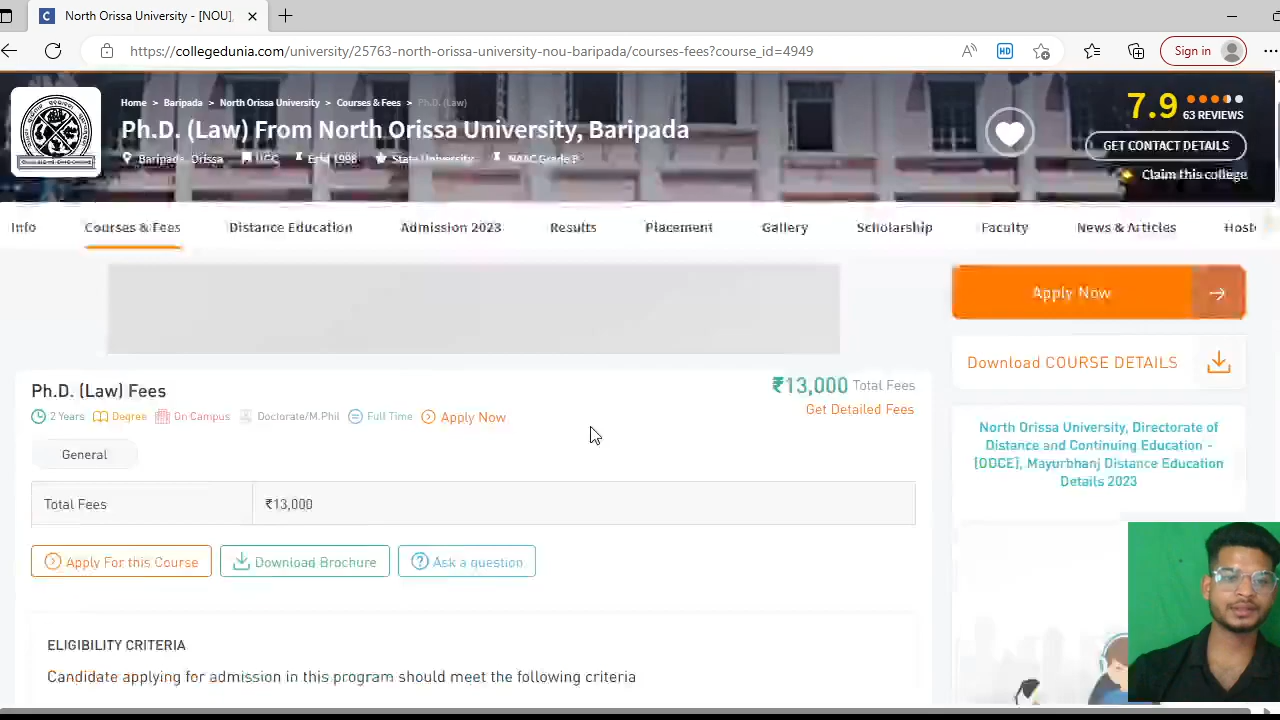 North Orissa University - [NOU],
https://collegedunia.com/university/25763-north-orissa-university-nou-baripada/courses-fees?course_id=4949
HD
Sign in
Home > Baripada > North Orissa University > Courses & Fees > Ph.D. (Law)
Ph.D. (Law) From North Orissa University, Baripada
Baripada, Orissa UGC Estd 1998 State University NAAC Grade B
7.9 63 REVIEWS
GET CONTACT DETAILS
Claim this college
Info Courses & Fees Distance Education Admission 2023 Results Placement Gallery Scholarship Faculty News & Articles Host
Apply Now
Download COURSE DETAILS
Ph.D. (Law) Fees
₹13,000 Total Fees
Get Detailed Fees
2 Years Degree On Campus Doctorate/M.Phil Full Time Apply Now
General
Total Fees ₹13,000
Apply For this Course Download Brochure Ask a question
North Orissa University, Directorate of
Distance and Continuing Education -
[DDCE], Mayurbhanj Distance Education
Details 2023
ELIGIBILITY CRITERIA
Candidate applying for admission in this program should meet the following criteria